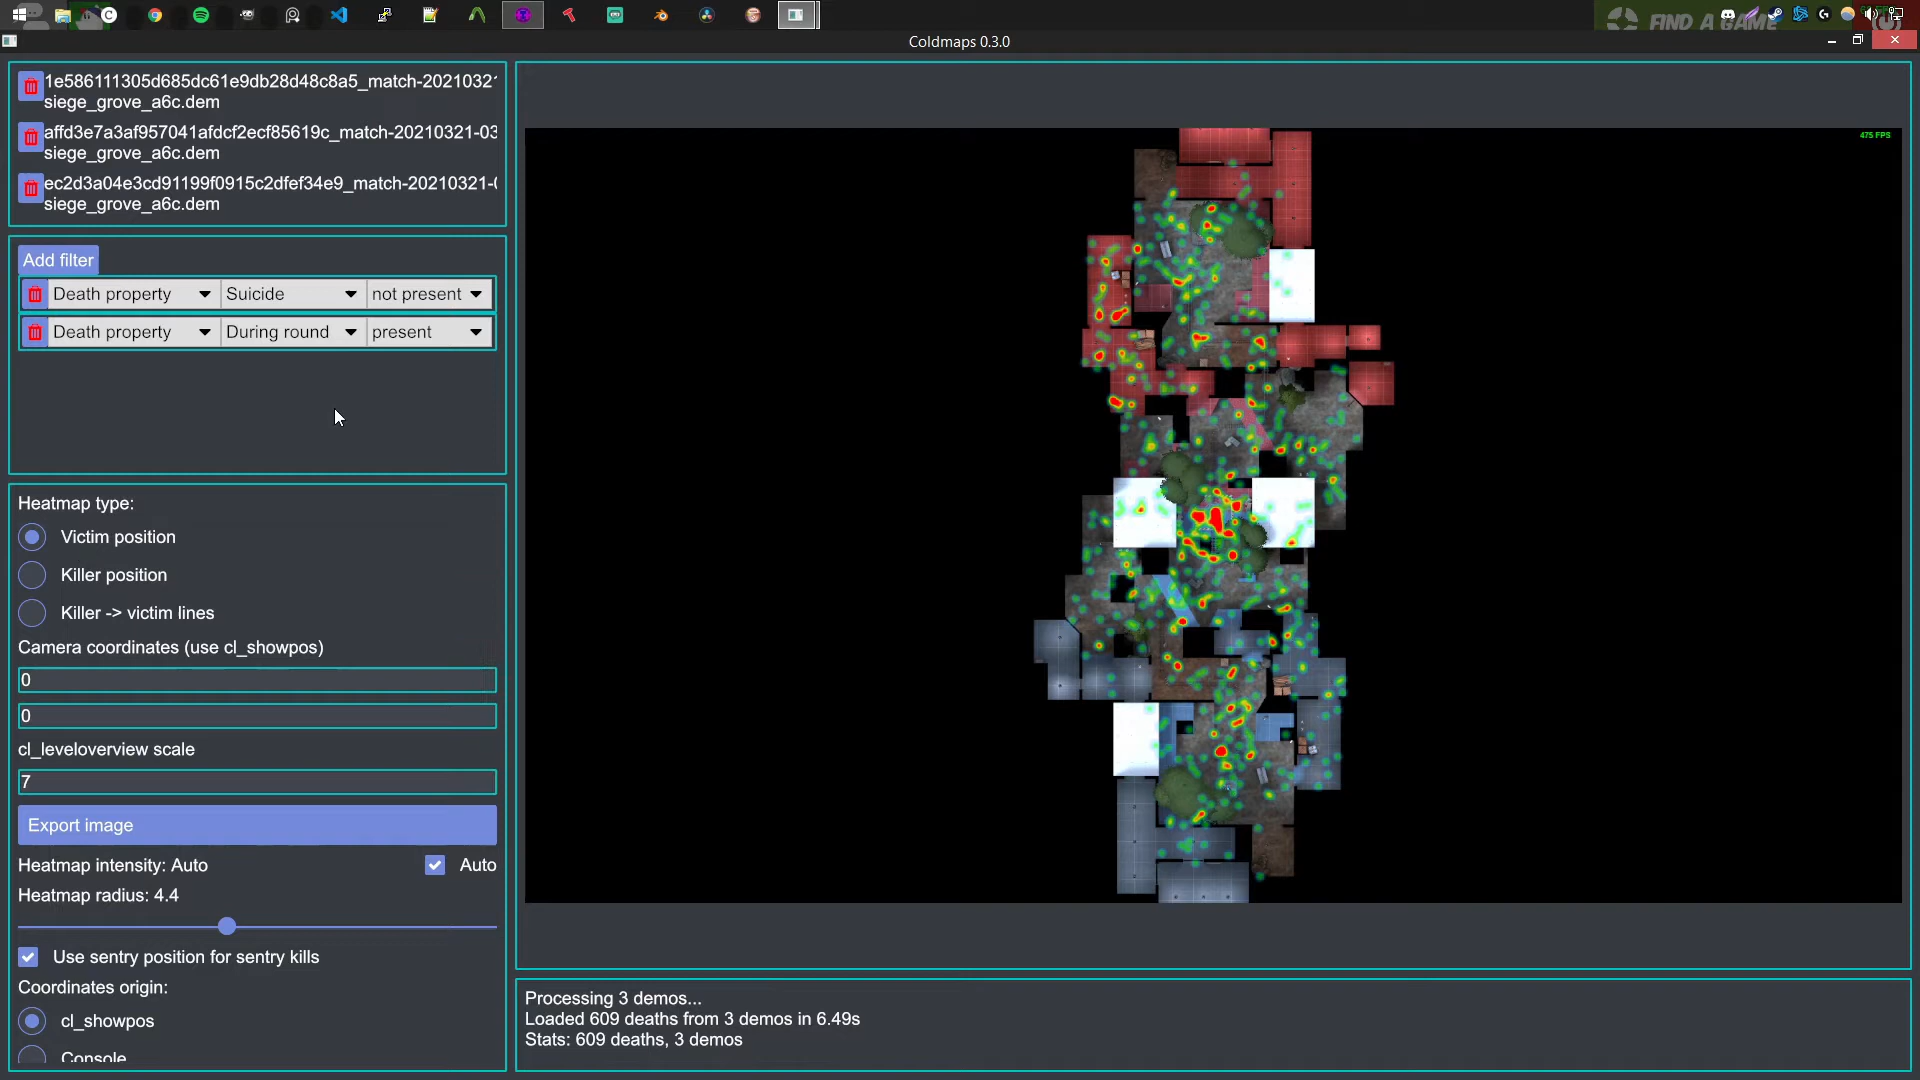 FIND A GAME
Coldmaps 0.3.0
1e586111305d685dc61e9db28d48c8a5_match-2021032
siege_grove_a6c.dem
affd3e7a3af957041afdcf2ecf85619c_match-20210321-03
siege_grove_a6c.dem
ec2d3a04e3cd91199f0915c2dfef34e9_match-20210321-0
siege_grove_a6c.dem
Add filter
Death property Suicide not present
Death property During round present
Heatmap type:
Victim position
Killer position
Killer -> victim lines
Camera coordinates (use cl_showpos)
0
0
cl_leveloverview scale
7
Export image
Heatmap intensity: Auto Auto
Heatmap radius: 4.4
Use sentry position for sentry kills
Coordinates origin:
cl_showpos
Console
475 FPS
Processing 3 demos...
Loaded 609 deaths from 3 demos in 6.49s
Stats: 609 deaths, 3 demos